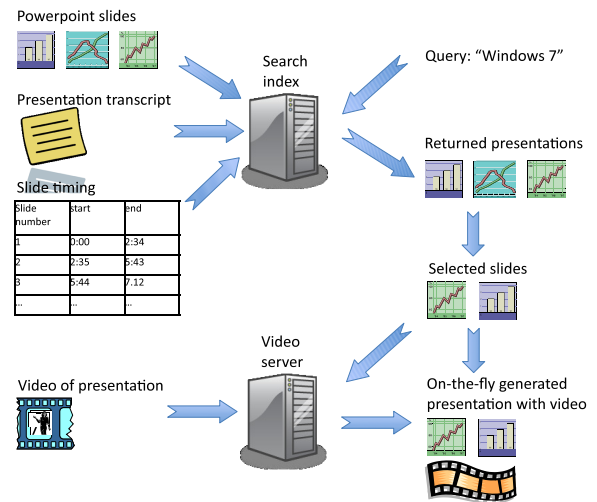 Powerpoint slides
Search
index
Query: “Windows 7”
Presentation transcript
Returned presentations
Slide timing
Slide number	start	end
1	0:00	2:34
2	2:35	5:43
3	5:44	7.12
...	...	...
Selected slides
Video
server
Video of presentation
On-the-fly generated
presentation with video